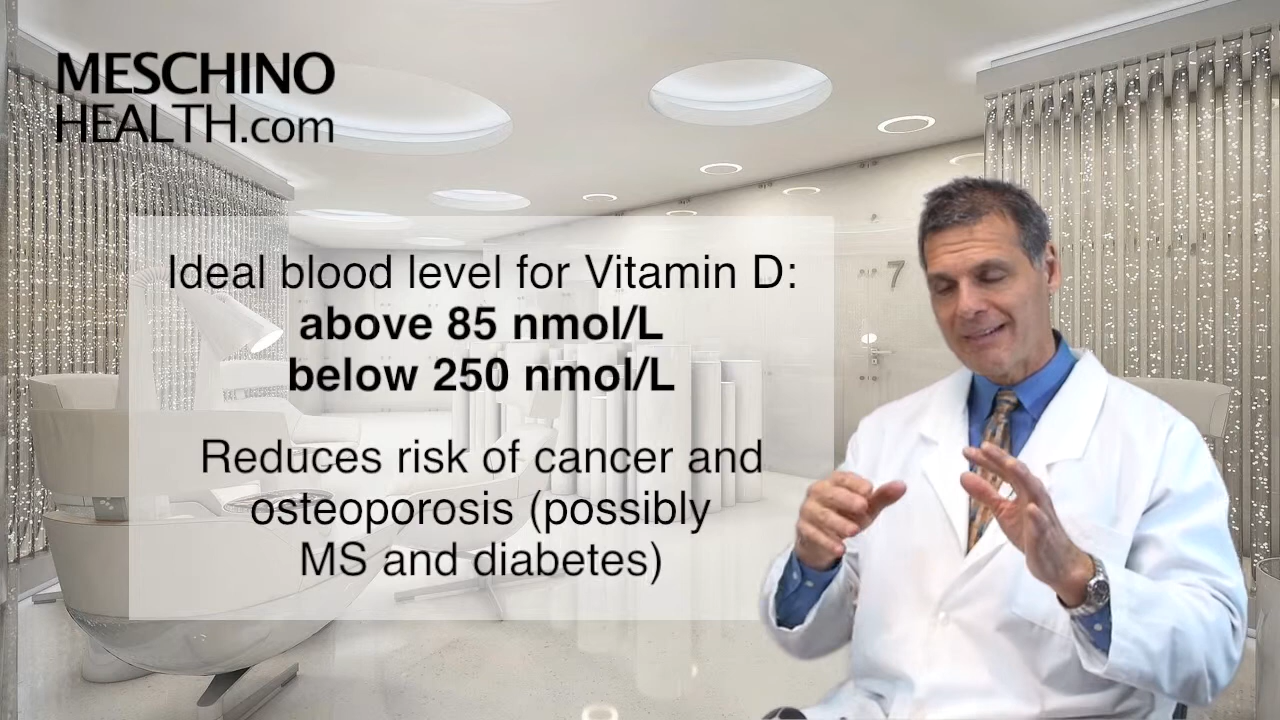 MESCHINO
HEALTH.com
7
Ideal blood level for Vitamin D:
above 85 nmol/L
below 250 nmol/L
Reduces risk of cancer and
osteoporosis (possibly
MS and diabetes)